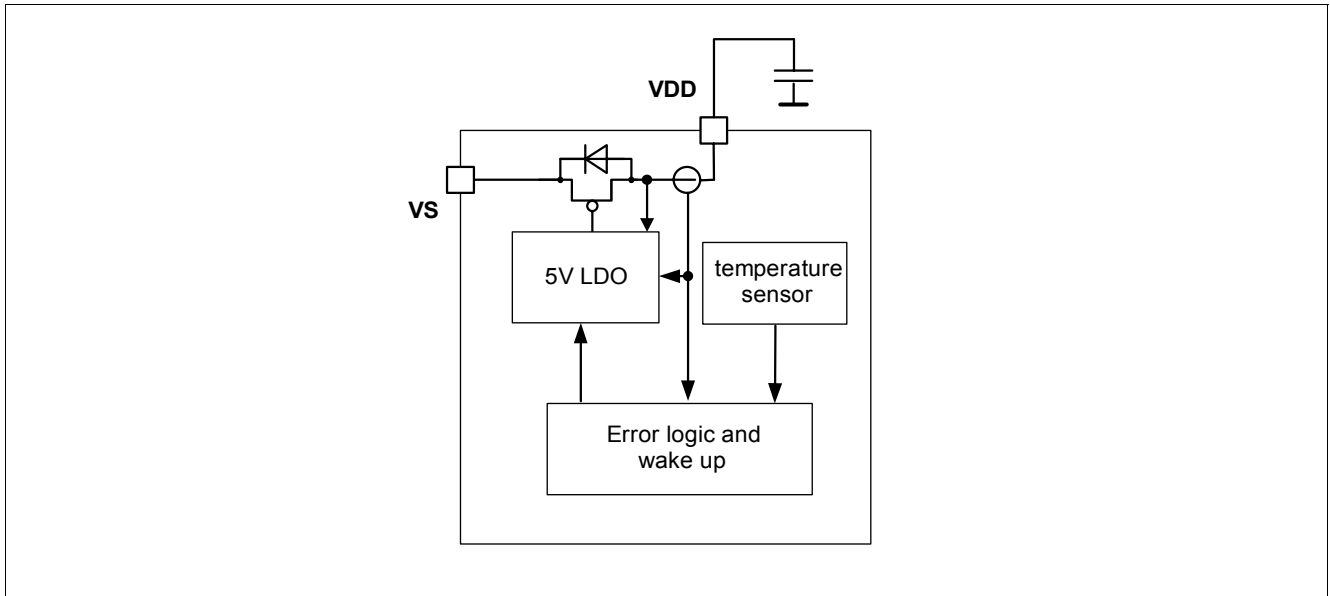 VDD
VS
5V LDO
temperature
sensor
Error logic and
wake up